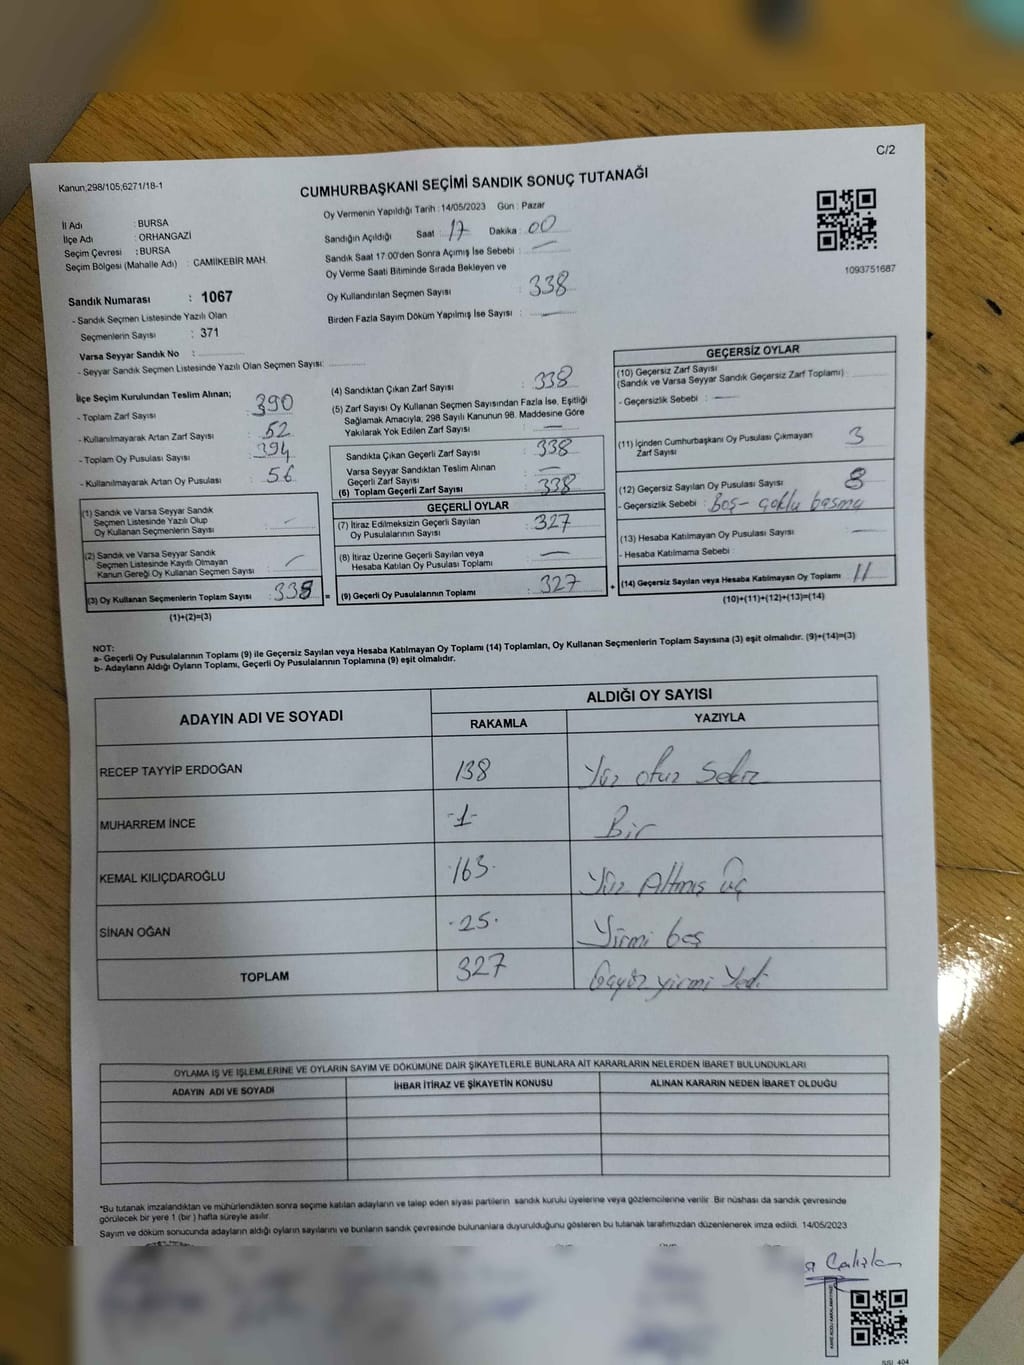 C/2
Kanun,298/105;6271/18-1
CUMHURBAŞKANI SEÇİMİ SANDIK SONUÇ TUTANAĞI
1093751687
İl Adı : BURSA
İlçe Adı : ORHANGAZİ
Seçim Çevresi : BURSA
Seçim Bölgesi (Mahalle Adı) : CAMİİKEBİR MAH.
Sandık Numarası : 1067
- Sandık Seçmen Listesinde Yazılı Olan
Seçmenlerin Sayısı : 371
Varsa Seyyar Sandık No :
- Seyyar Sandık Seçmen Listesinde Yazılı Olan Seçmen Sayısı:
Oy Vermenin Yapıldığı Tarih : 14/05/2023 Gün : Pazar
Sandığın Açıldığı Saat : 17 Dakika : 00
Sandık Saat 17:00'den Sonra Açımış İse Sebebi : —
Oy Verme Saati Bitiminde Sırada Bekleyen ve
Oy Kullandırılan Seçmen Sayısı : 338
Birden Fazla Sayım Döküm Yapılmış İse Sayısı : —
İlçe Seçim Kurulundan Teslim Alınan;
- Toplam Zarf Sayısı : 390
- Kullanılmayarak Artan Zarf Sayısı : 52
- Toplam Oy Pusulası Sayısı : 394
- Kullanılmayarak Artan Oy Pusulası : 56
(1) Sandık ve Varsa Seyyar Sandık
Seçmen Listesinde Yazılı Olup
Oy Kullanan Seçmenlerin Sayısı : —
(2) Sandık ve Varsa Seyyar Sandık
Seçmen Listesinde Kayıtlı Olmayan
Kanun Gereği Oy Kullanan Seçmen Sayısı : —
(3) Oy Kullanan Seçmenlerin Toplam Sayısı : 338 =
(1)+(2)=(3)
(4) Sandıktan Çıkan Zarf Sayısı : 338
(5) Zarf Sayısı Oy Kullanan Seçmen Sayısından Fazla İse, Eşitliği
Sağlamak Amacıyla, 298 Sayılı Kanunun 98. Maddesine Göre
Yakılarak Yok Edilen Zarf Sayısı : —
Sandıkta Çıkan Geçerli Zarf Sayısı : 338
Varsa Seyyar Sandıktan Teslim Alınan
Geçerli Zarf Sayısı : —
(6) Toplam Geçerli Zarf Sayısı : 338
GEÇERLİ OYLAR
(7) İtiraz Edilmeksizin Geçerli Sayılan
Oy Pusulalarının Sayısı : 327
(8) İtiraz Üzerine Geçerli Sayılan veya
Hesaba Katılan Oy Pusulası Toplamı : —
(9) Geçerli Oy Pusulalarının Toplamı : 327 +
GEÇERSİZ OYLAR
(10) Geçersiz Zarf Sayısı
(Sandık ve Varsa Seyyar Sandık Geçersiz Zarf Toplamı) :
- Geçersizlik Sebebi : —
(11) İçinden Cumhurbaşkanı Oy Pusulası Çıkmayan
Zarf Sayısı : 3
(12) Geçersiz Sayılan Oy Pusulası Sayısı : 8
- Geçersizlik Sebebi : Boş - çoklu basma
(13) Hesaba Katılmayan Oy Pusulası Sayısı : —
- Hesaba Katılmama Sebebi :
(14) Geçersiz Sayılan veya Hesaba Katılmayan Oy Toplamı : 11
(10)+(11)+(12)+(13)=(14)
NOT:
a- Geçerli Oy Pusulalarının Toplamı (9) ile Geçersiz Sayılan veya Hesaba Katılmayan Oy Toplamı (14) Toplamları, Oy Kullanan Seçmenlerin Toplam Sayısına (3) eşit olmalıdır. (9)+(14)=(3)
b- Adayların Aldığı Oyların Toplamı, Geçerli Oy Pusulalarının Toplamına (9) eşit olmalıdır.
ADAYIN ADI VE SOYADI ALDIĞI OY SAYISI
RAKAMLA YAZIYLA
RECEP TAYYİP ERDOĞAN 138 Yüz otuz Sekiz
MUHARREM İNCE -1- Bir
KEMAL KILIÇDAROĞLU ·163· Yüz Altmış Üç
SİNAN OĞAN ·25· Yirmi beş
TOPLAM 327 Üçyüz yirmi Yedi
OYLAMA İŞ VE İŞLEMLERİNE VE OYLARIN SAYIM VE DÖKÜMÜNE DAİR ŞİKAYETLERLE BUNLARA AİT KARARLARIN NELERDEN İBARET BULUNDUKLARI
ADAYIN ADI VE SOYADI İHBAR İTİRAZ VE ŞİKAYETİN KONUSU ALINAN KARARIN NEDEN İBARET OLDUĞU
*Bu tutanak imzalandıktan ve mühürlendikten sonra seçime katılan adayların ve talep eden siyasi partilerin sandık kurulu üyelerine veya gözlemcilerine verilir. Bir nüshası da sandık çevresinde
görülecek bir yere 1 (bir ) hafta süreyle asılır.
Sayım ve döküm sonucunda adayların aldığı oyların sayılarını ve bunların sandık çevresinde bulunanlara duyurulduğunu gösteren bu tutanak tarafımızdan düzenlenerek imza edildi. 14/05/2023